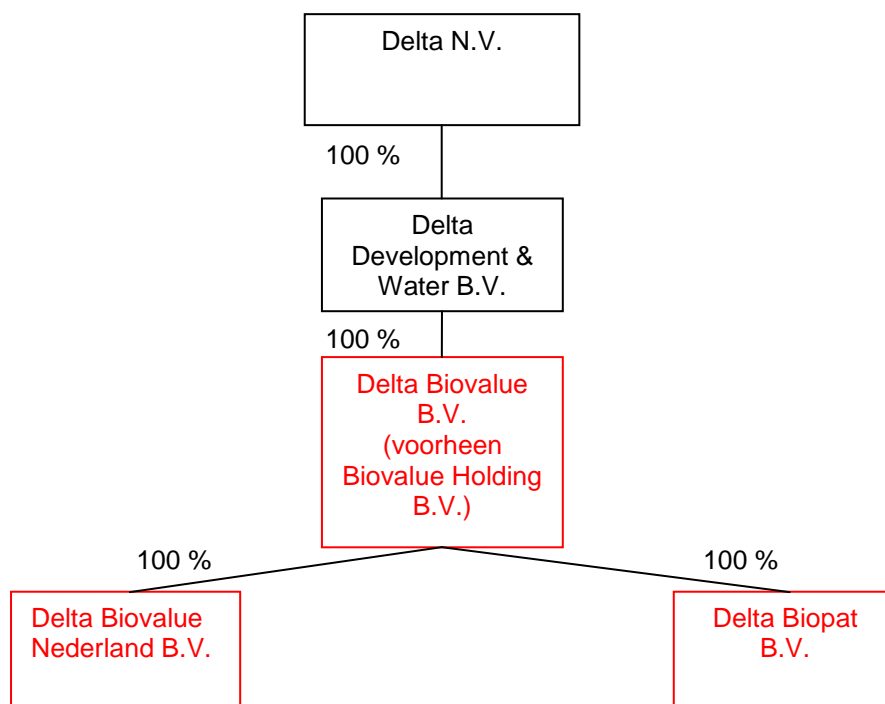 Delta N.V.
100 %
Delta
Development &
Water B.V.
100 %
Delta Biovalue
B.V.
(voorheen
Biovalue Holding
B.V.)
100 %
100 %
Delta Biovalue
Nederland B.V.
Delta Biopat
B.V.